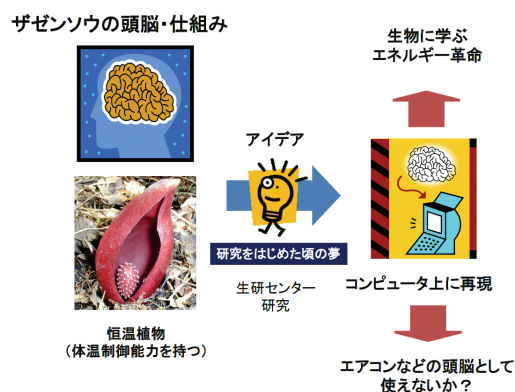 ザゼンソウの頭脳・仕組み
恒温植物
(体温制御能力を持つ)
アイデア
研究をはじめた頃の夢
生研センター
研究
生物に学ぶ
エネルギー革命
コンピュータ上に再現
エアコンなどの頭脳として
使えないか?